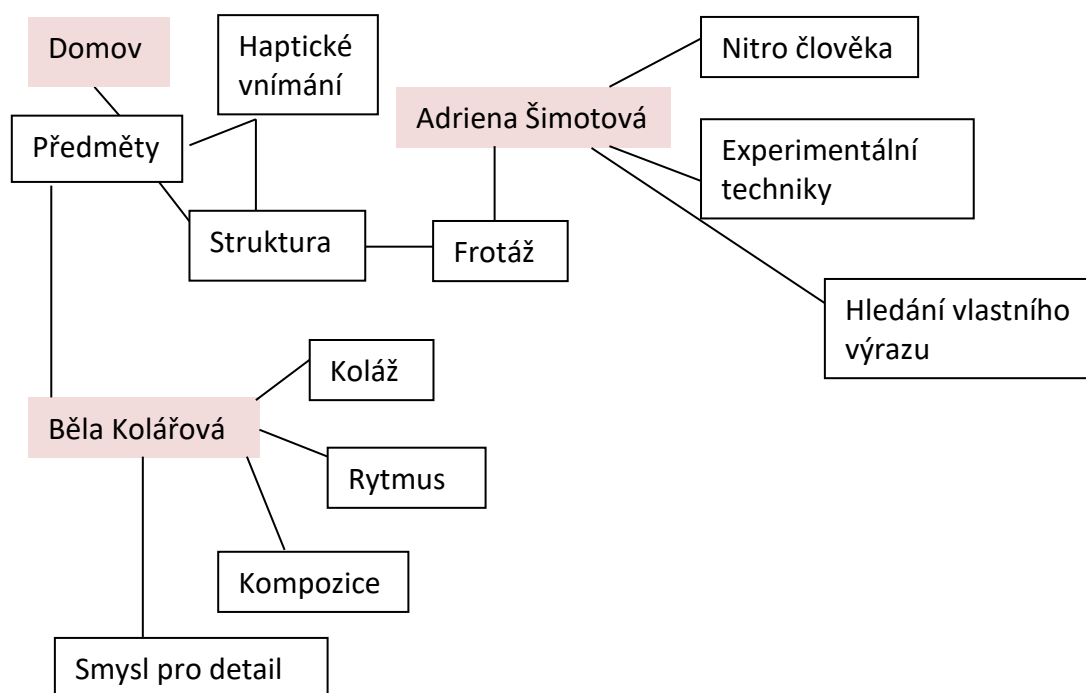 Domov
Haptické
vnímání
Nitro člověka
Adriena Šimotová
Předměty
Experimentální
techniky
Struktura
Frotáž
Hledání vlastního
výrazu
Koláž
Běla Kolářová
Rytmus
Kompozice
Smysl pro detail